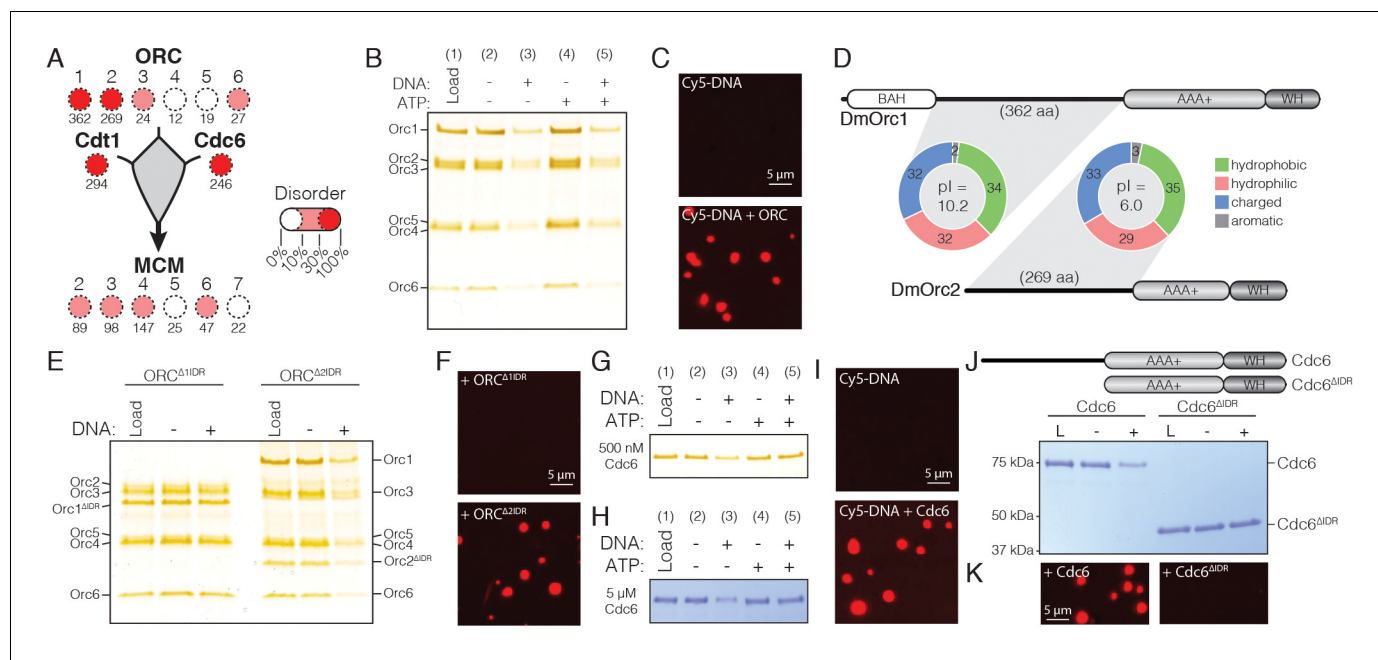 A
ORC
1 2 3 4 5 6
362 269 24 12 19 27
Cdt1 Cdc6
294 246
Disorder
0% 10% 30% 100%
MCM
2 3 4 5 6 7
89 98 147 25 47 22
B
(1) (2) (3) (4) (5)
DNA: Load - + - +
ATP: - - + +
Orc1
Orc2
Orc3
Orc5
Orc4
Orc6
C
Cy5-DNA
5 µm
Cy5-DNA + ORC
D
BAH (362 aa) AAA+ WH
DmOrc1
32 2 34 32
pI = 10.2
33 3 35 29
pI = 6.0
hydrophobic
hydrophilic
charged
aromatic
(269 aa)
DmOrc2 AAA+ WH
E
ORCΔ1IDR ORCΔ2IDR
DNA: Load - + Load - +
Orc2
Orc3
Orc1ΔIDR
Orc5
Orc4
Orc6
Orc1
Orc3
Orc5
Orc4
Orc2ΔIDR
Orc6
F
+ ORCΔ1IDR
5 µm
+ ORCΔ2IDR
G
(1) (2) (3) (4) (5)
DNA: Load - + - +
ATP: - - + +
500 nM
Cdc6
H
(1) (2) (3) (4) (5)
DNA: Load - + - +
ATP: - - + +
5 µM
Cdc6
I
Cy5-DNA
5 µm
Cy5-DNA + Cdc6
J
AAA+ WH Cdc6
AAA+ WH Cdc6ΔIDR
Cdc6 Cdc6ΔIDR
L - + L - +
75 kDa
50 kDa
37 kDa
Cdc6
Cdc6ΔIDR
K
+ Cdc6
5 µm
+ Cdc6ΔIDR